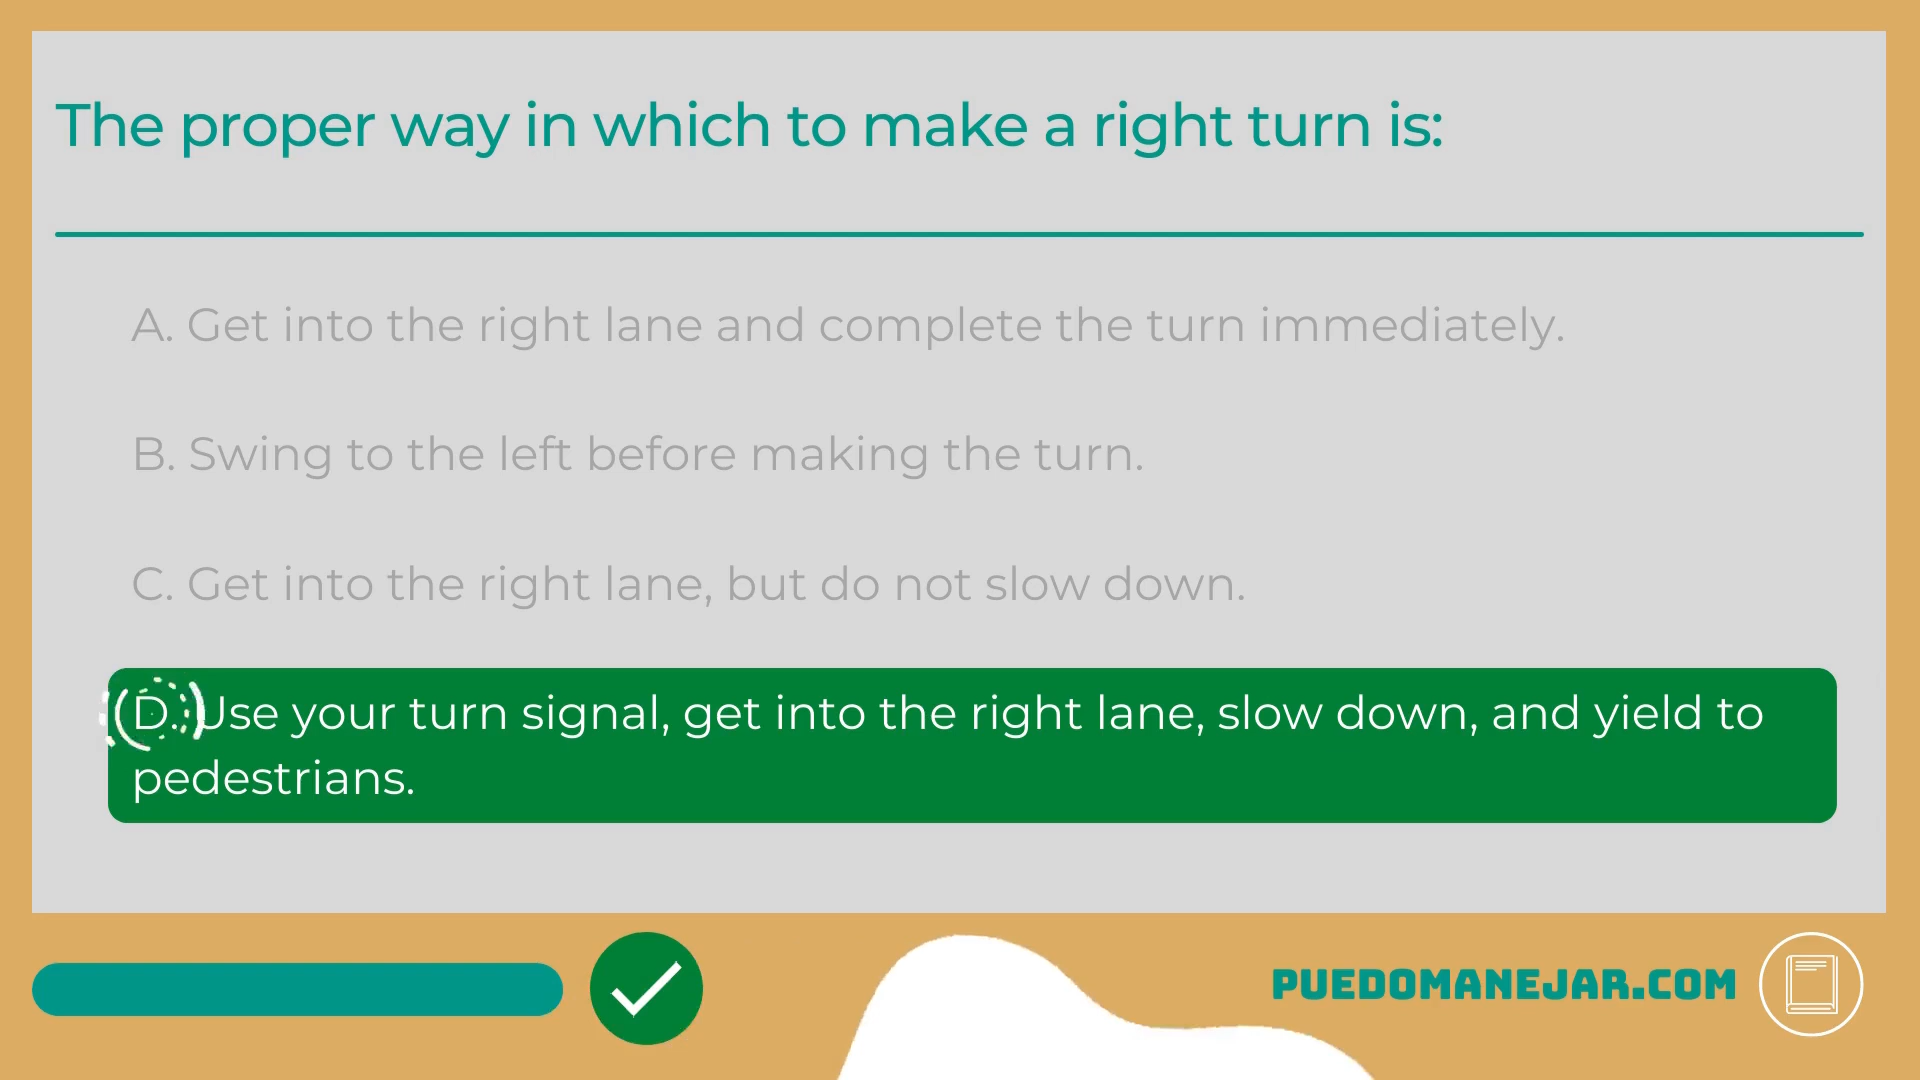 The proper way in which to make a right turn is:
A. Get into the right lane and complete the turn immediately.
B. Swing to the left before making the turn.
C. Get into the right lane, but do not slow down.
D. Use your turn signal, get into the right lane, slow down, and yield to
pedestrians.
PUEDOMANEJAR.COM